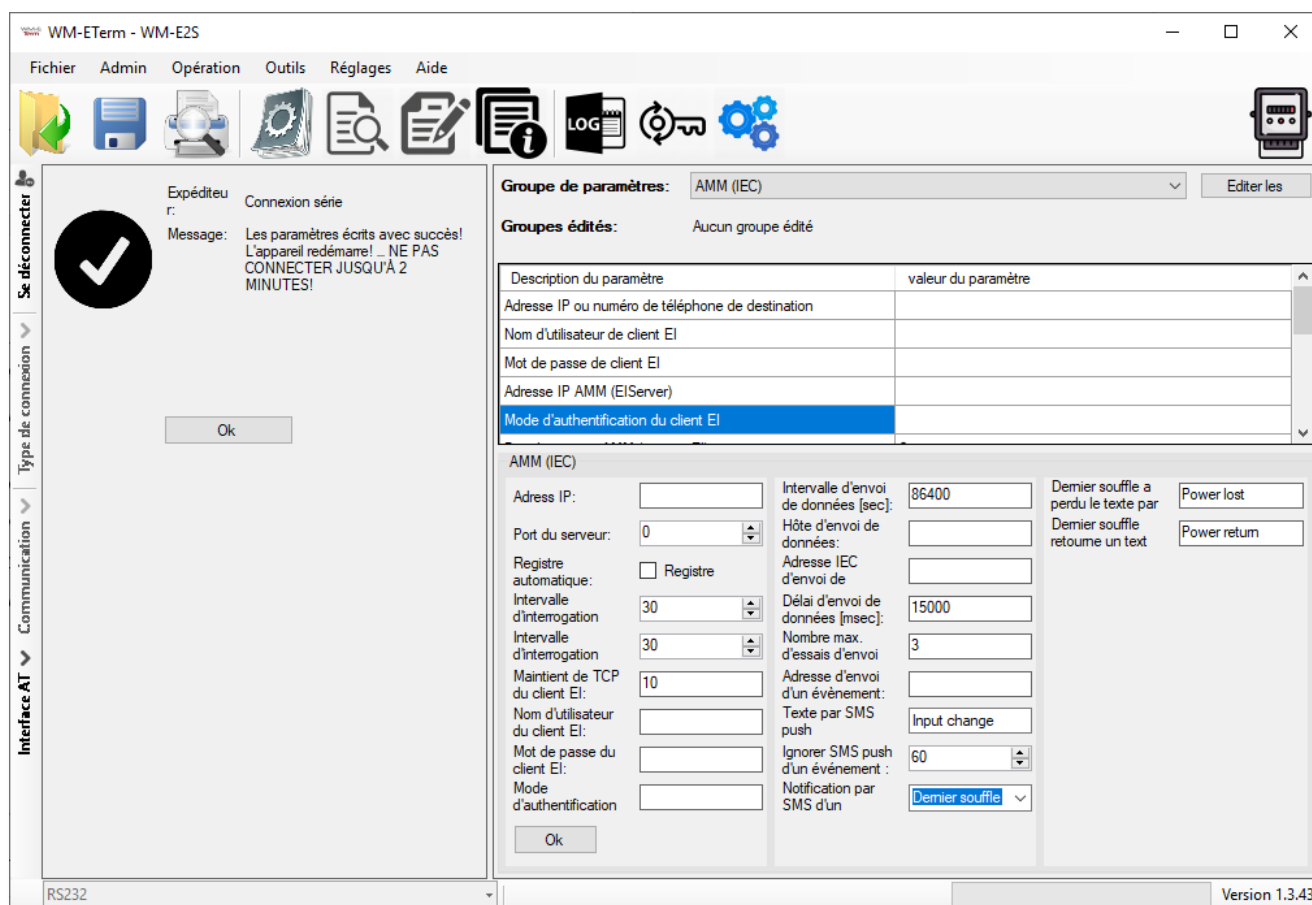 WM-ETerm - WM-E2S
Fichier Admin Opération Outils Réglages Aide
LOG
Se déconnecter
Type de connexion
Communication
Interface AT
Expéditeu
r:
Connexion série
Message:
Les paramètres écrits avec succès!
L'appareil redémarre! ... NE PAS
CONNECTER JUSQU'À 2
MINUTES!
Ok
Groupe de paramètres:
AMM (IEC)
Editer les
Groupes édités:
Aucun groupe édité
Description du paramètre
valeur du paramètre
Adresse IP ou numéro de téléphone de destination
Nom d'utilisateur de client EI
Mot de passe de client EI
Adresse IP AMM (EIServer)
Mode d'authentification du client EI
AMM (IEC)
Adress IP:
Port du serveur:
0
Registre
automatique:
Registre
Intervalle
d'interrogation
30
Intervalle
d'interrogation
30
Maintient de TCP
du client EI:
10
Nom d'utilisateur
du client EI:
Mot de passe du
client EI:
Mode
d'authentification
Ok
Intervalle d'envoi
de données [sec]:
86400
Hôte d'envoi de
données:
Adresse IEC
d'envoi de
Délai d'envoi de
données [msec]:
15000
Nombre max.
d'essais d'envoi
3
Adresse d'envoi
d'un évènement:
Texte par SMS
push
Input change
Ignorer SMS push
d'un événement :
60
Notification par
SMS d'un
Dernier souffle
Dernier souffle a
perdu le texte par
Power lost
Dernier souffle
retourne un text
Power return
RS232
Version 1.3.43